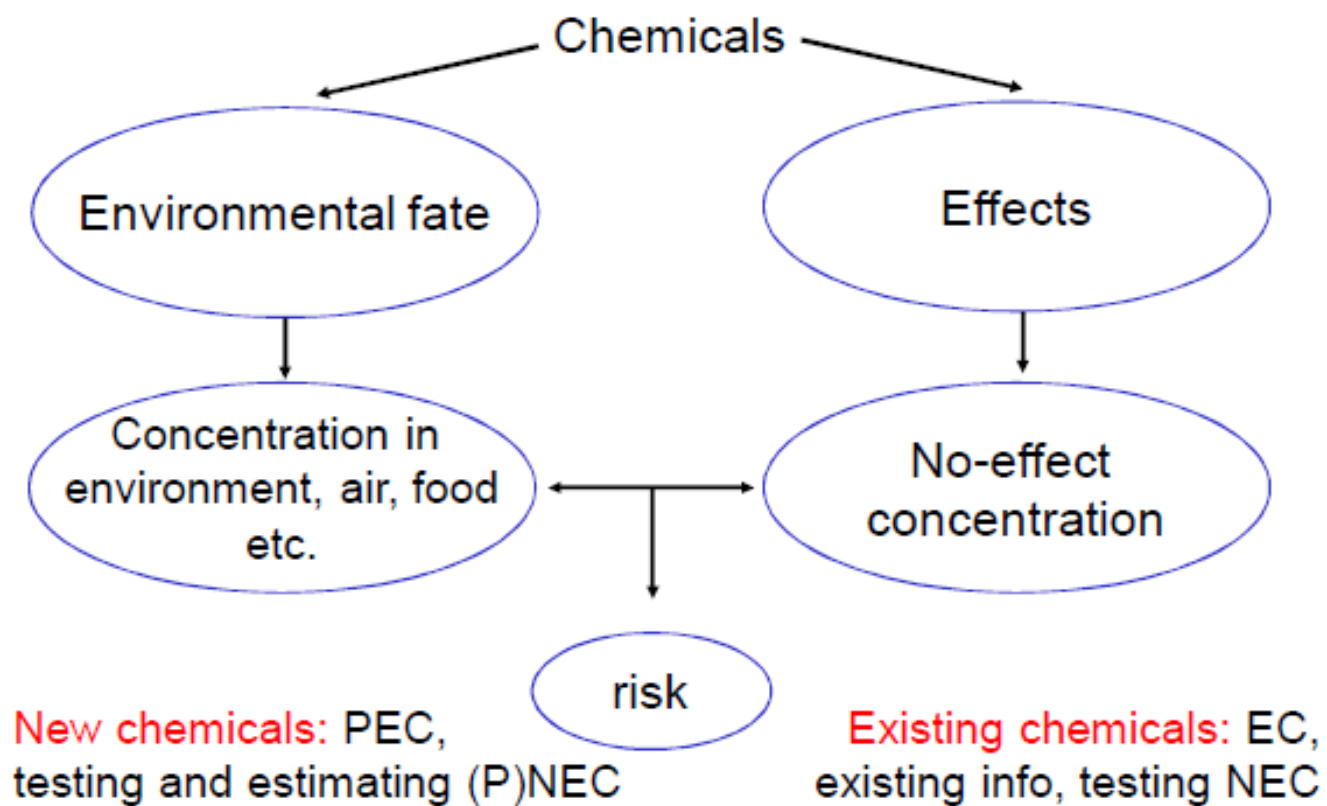 Chemicals
Environmental fate
Effects
Concentration in
environment, air, food
etc.
No-effect
concentration
risk
New chemicals: PEC,
testing and estimating (P)NEC
Existing chemicals: EC,
existing info, testing NEC